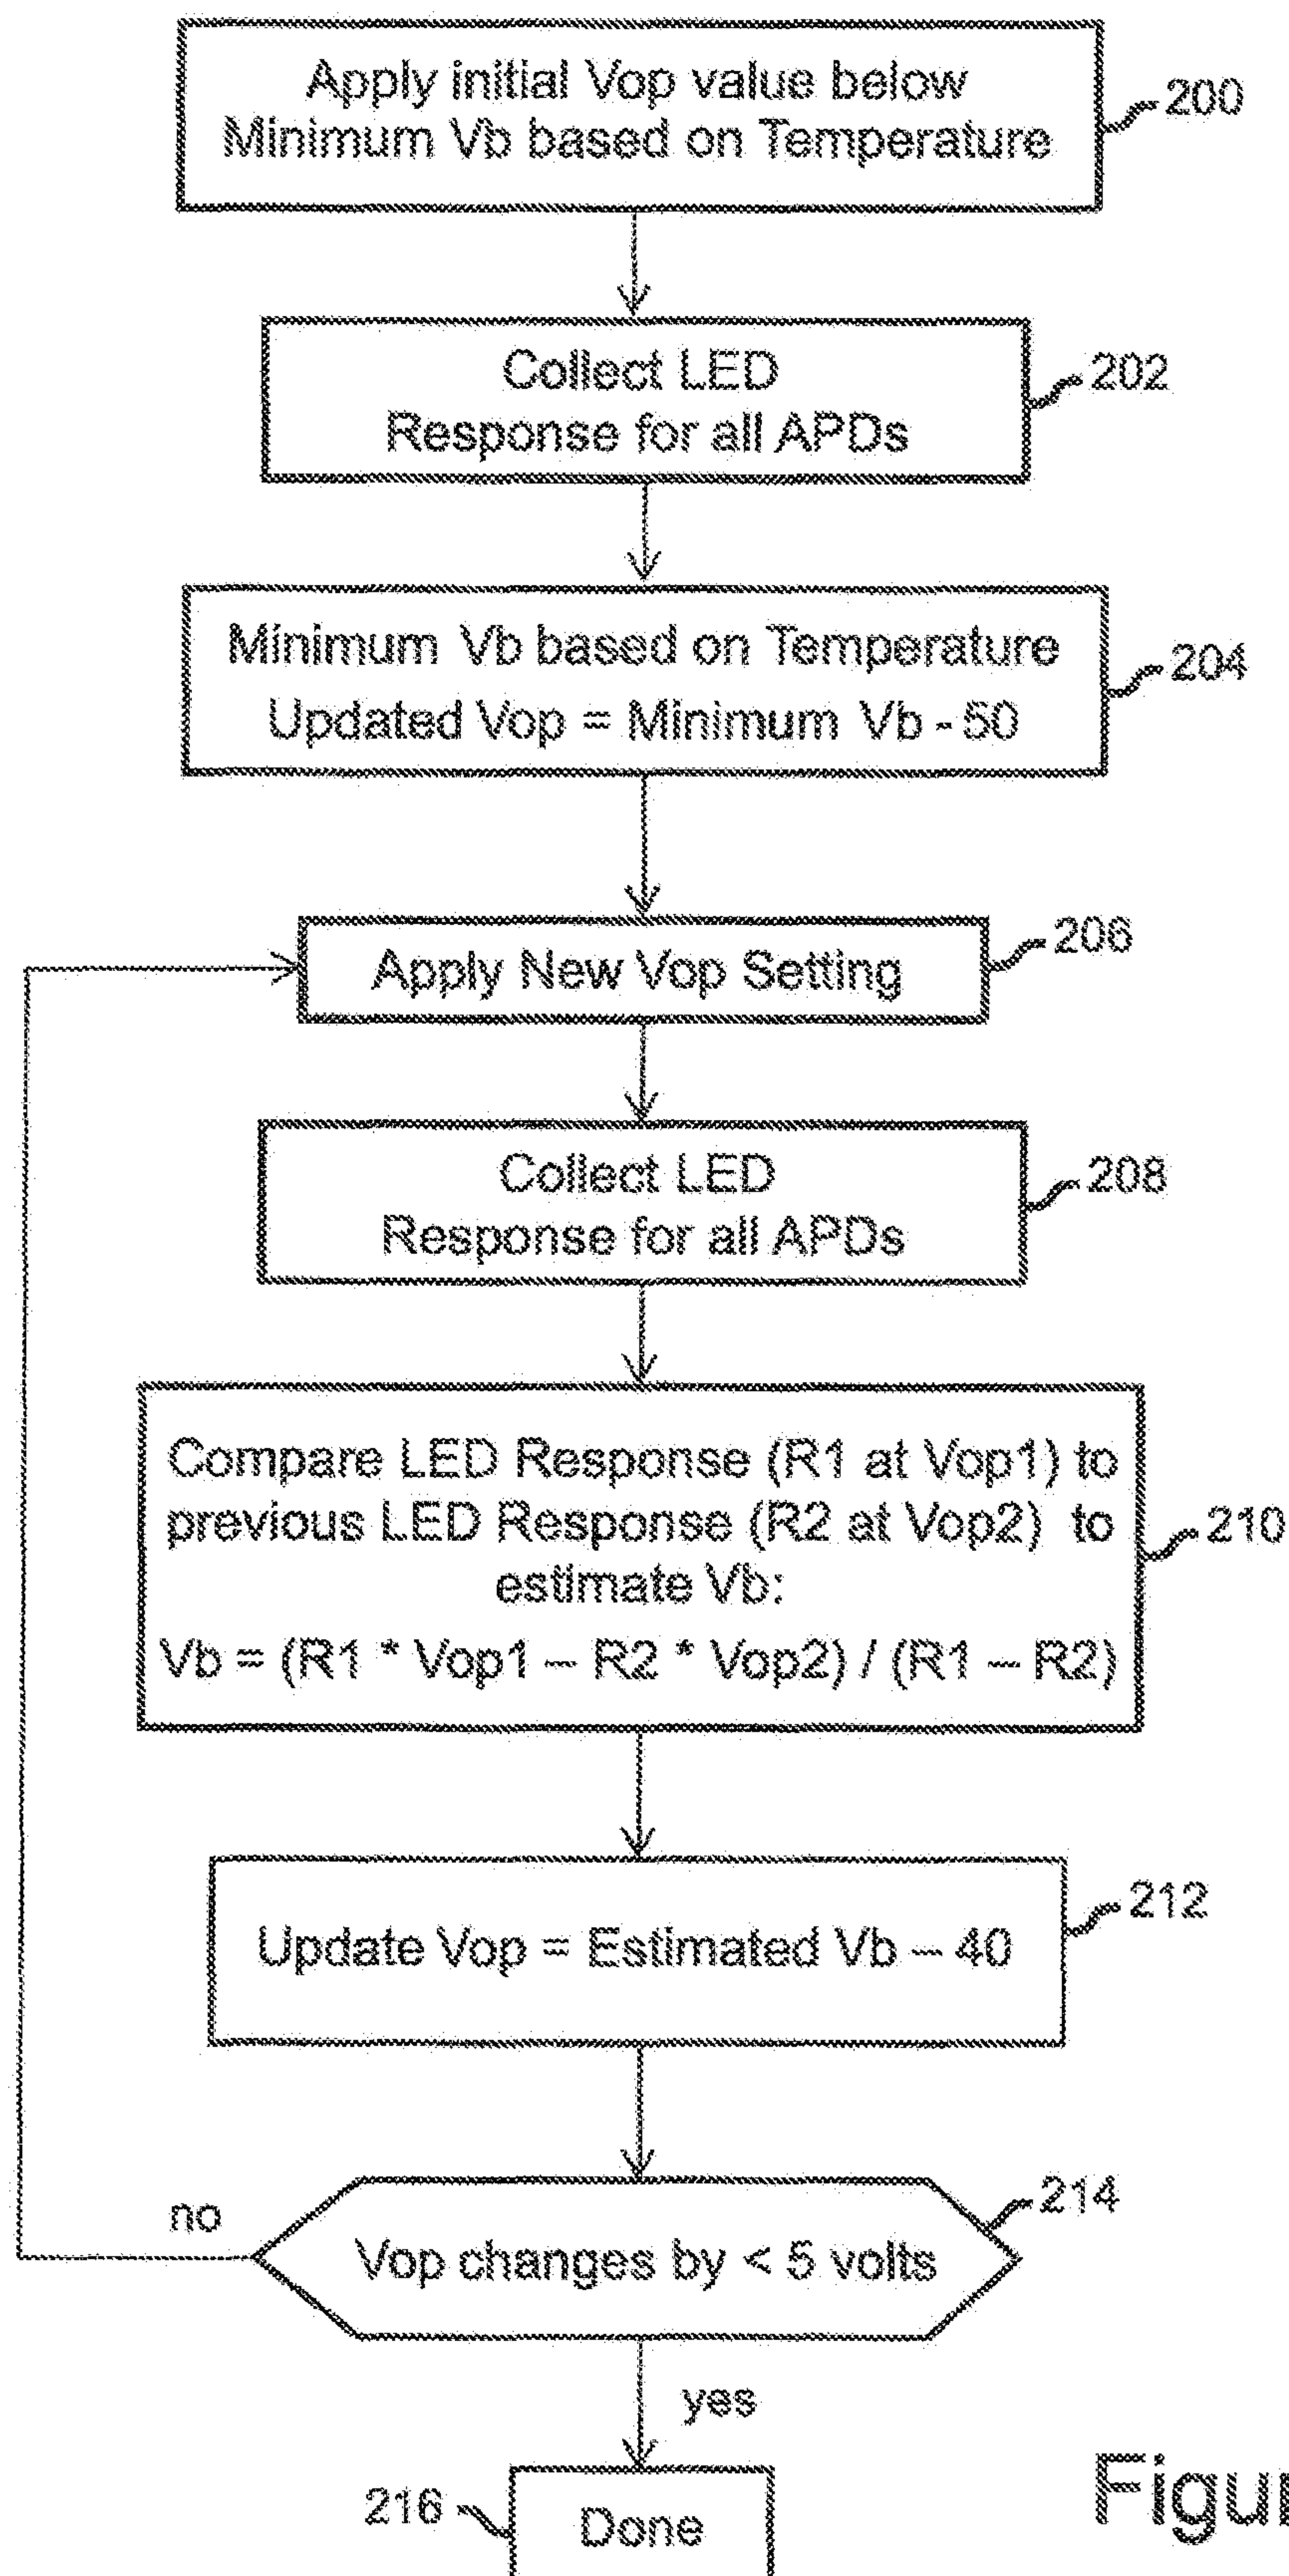 Apply initial Vop value below
Minimum Vb based on Temperature
200
Collect LED
Response for all APDs
202
Minimum Vb based on Temperature
Updated Vop = Minimum Vb - 50
204
Apply New Vop Setting
206
Collect LED
Response for all APDs
208
Compare LED Response (R1 at Vop1) to
previous LED Response (R2 at Vop2) to
estimate Vb:
Vb = (R1 * Vop1 – R2 * Vop2) / (R1 – R2)
210
Update Vop = Estimated Vb – 40
212
Vop changes by < 5 volts
214
no
yes
Done
216
Figur